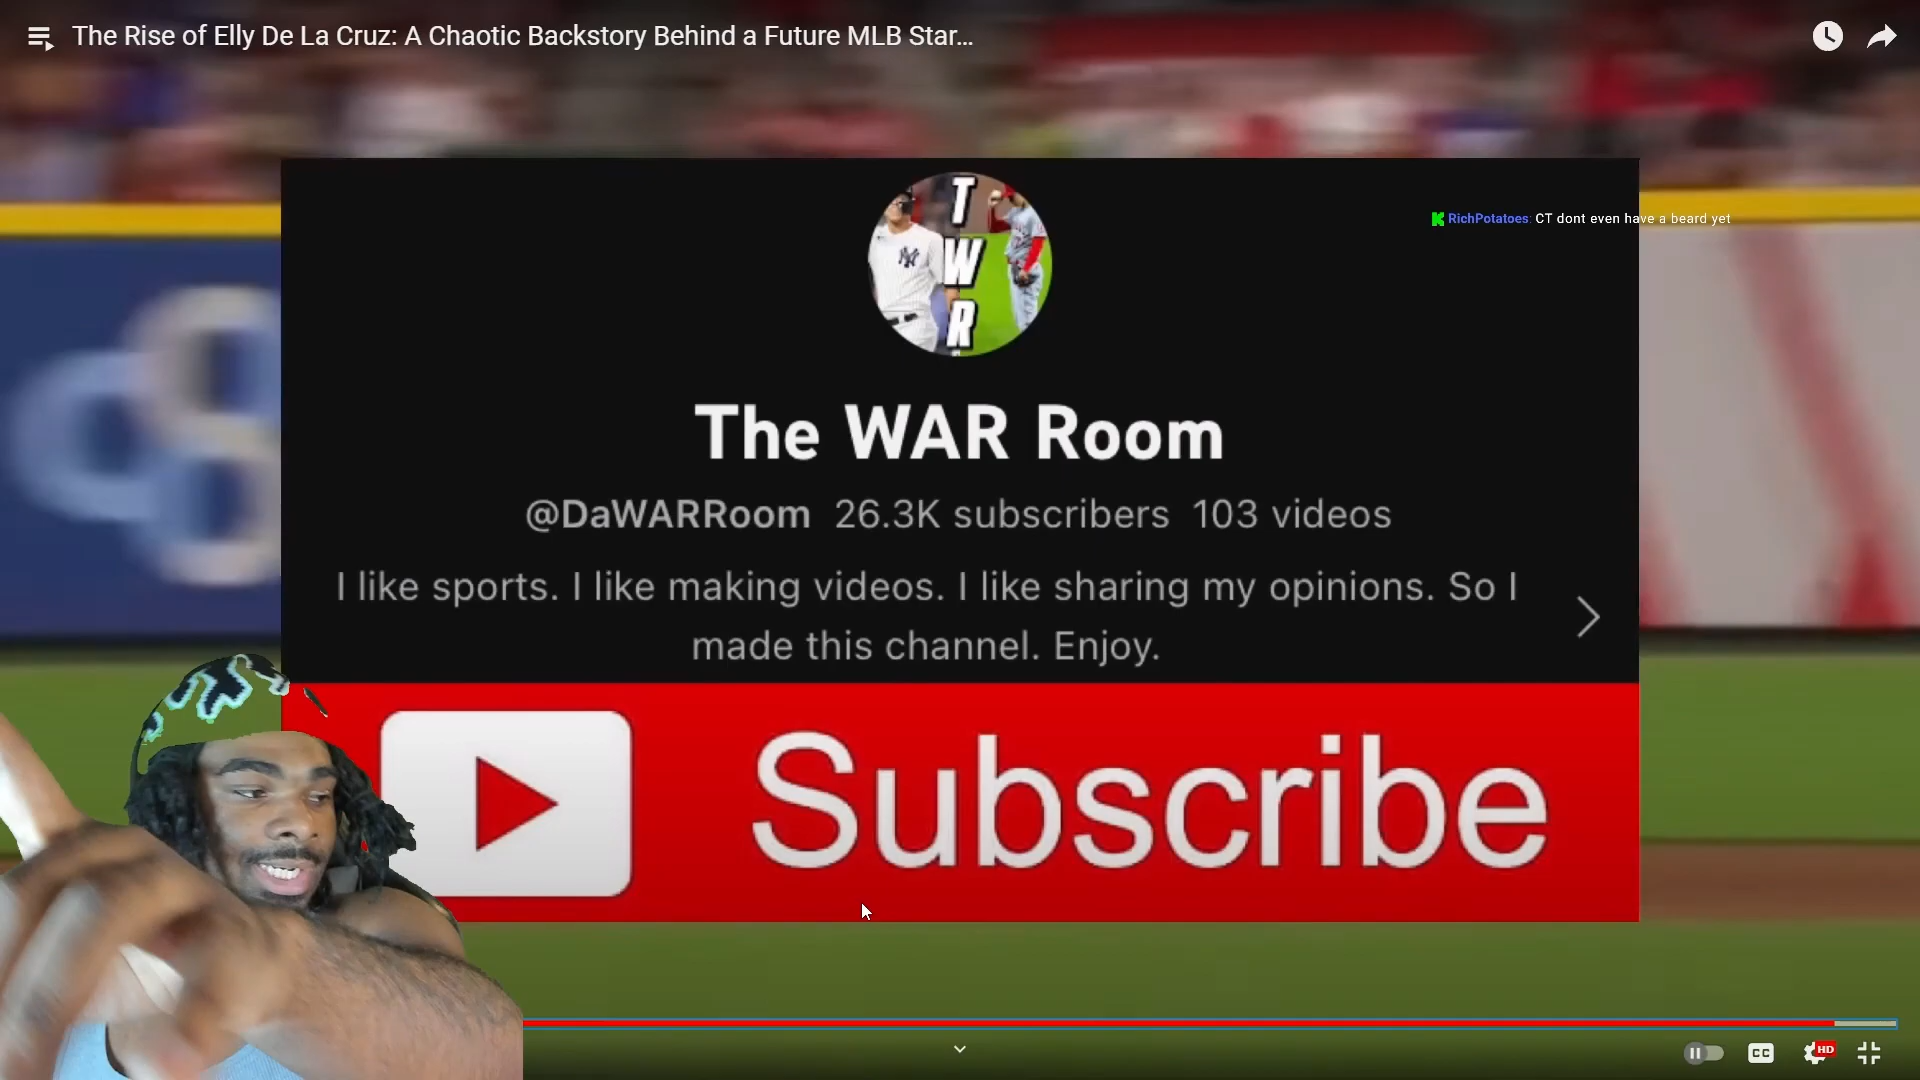 The Rise of Elly De La Cruz: A Chaotic Backstory Behind a Future MLB Star...
RichPotatoes: CT dont even have a beard yet
T
W
R
The WAR Room
@DaWARRoom 26.3K subscribers 103 videos
I like sports. I like making videos. I like sharing my opinions. So I
made this channel. Enjoy.
Subscribe
CC
HD